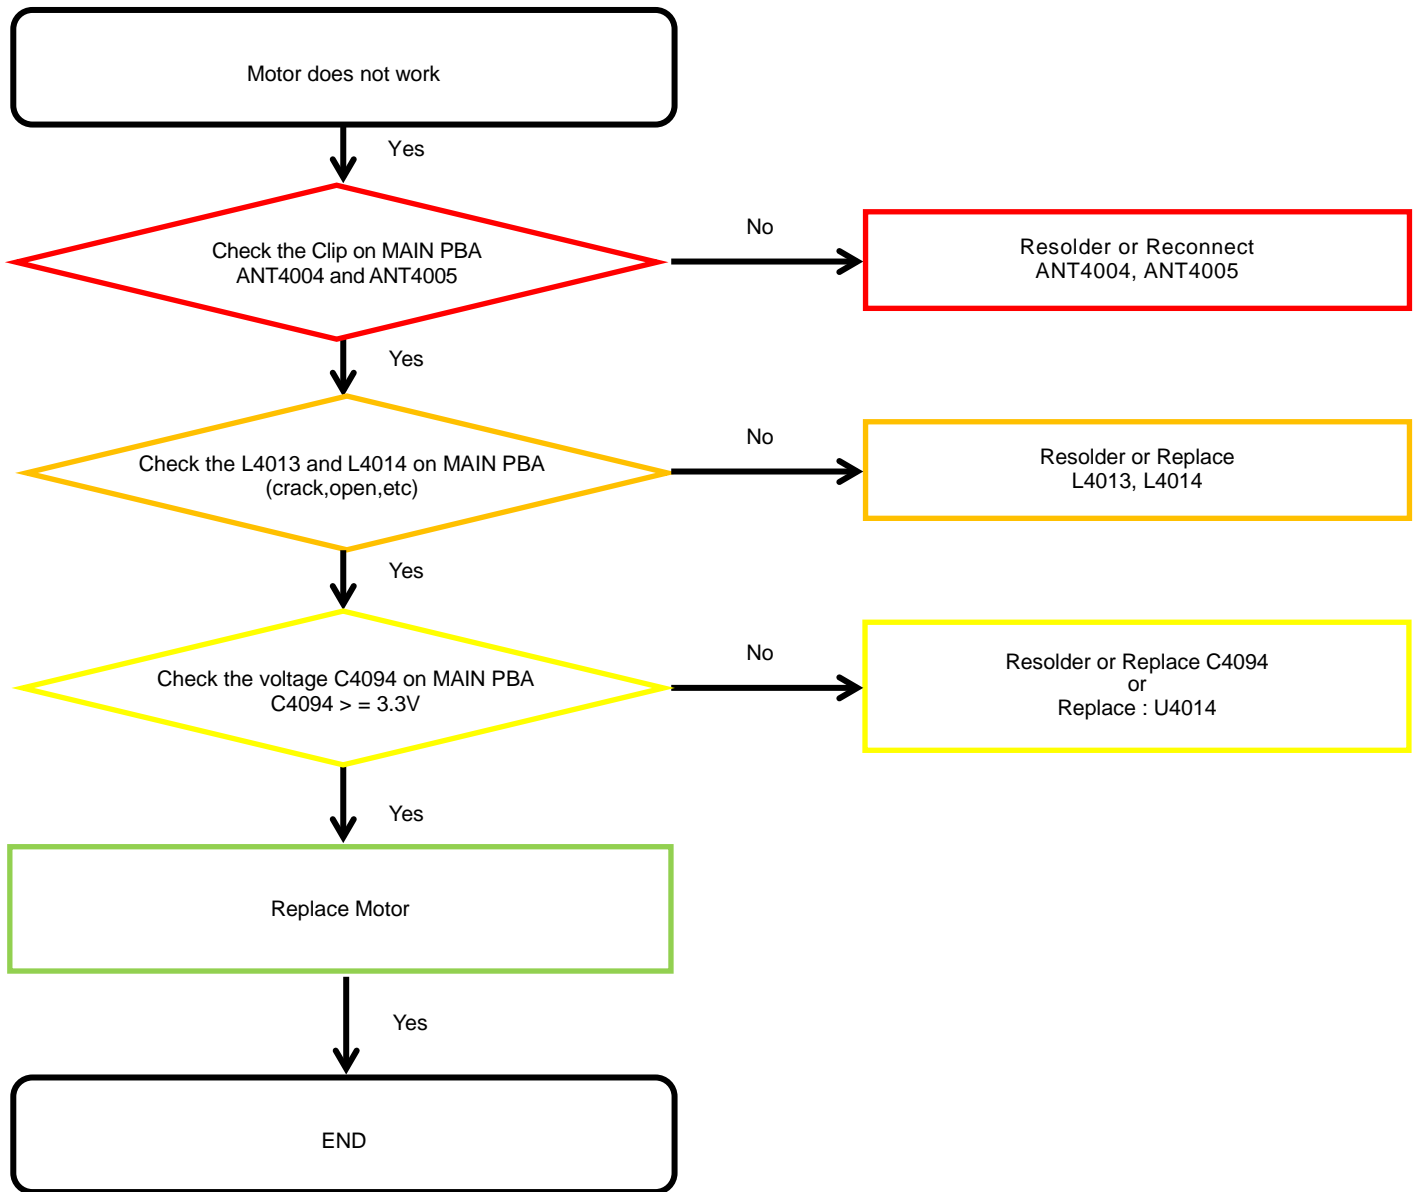 Motor does not work
Yes
Check the Clip on MAIN PBA
ANT4004 and ANT4005
No
Resolder or Reconnect
ANT4004, ANT4005
Yes
Check the L4013 and L4014 on MAIN PBA
(crack,open,etc)
No
Resolder or Replace
L4013, L4014
Yes
Check the voltage C4094 on MAIN PBA
C4094 > = 3.3V
No
Resolder or Replace C4094
or
Replace : U4014
Yes
Replace Motor
Yes
END